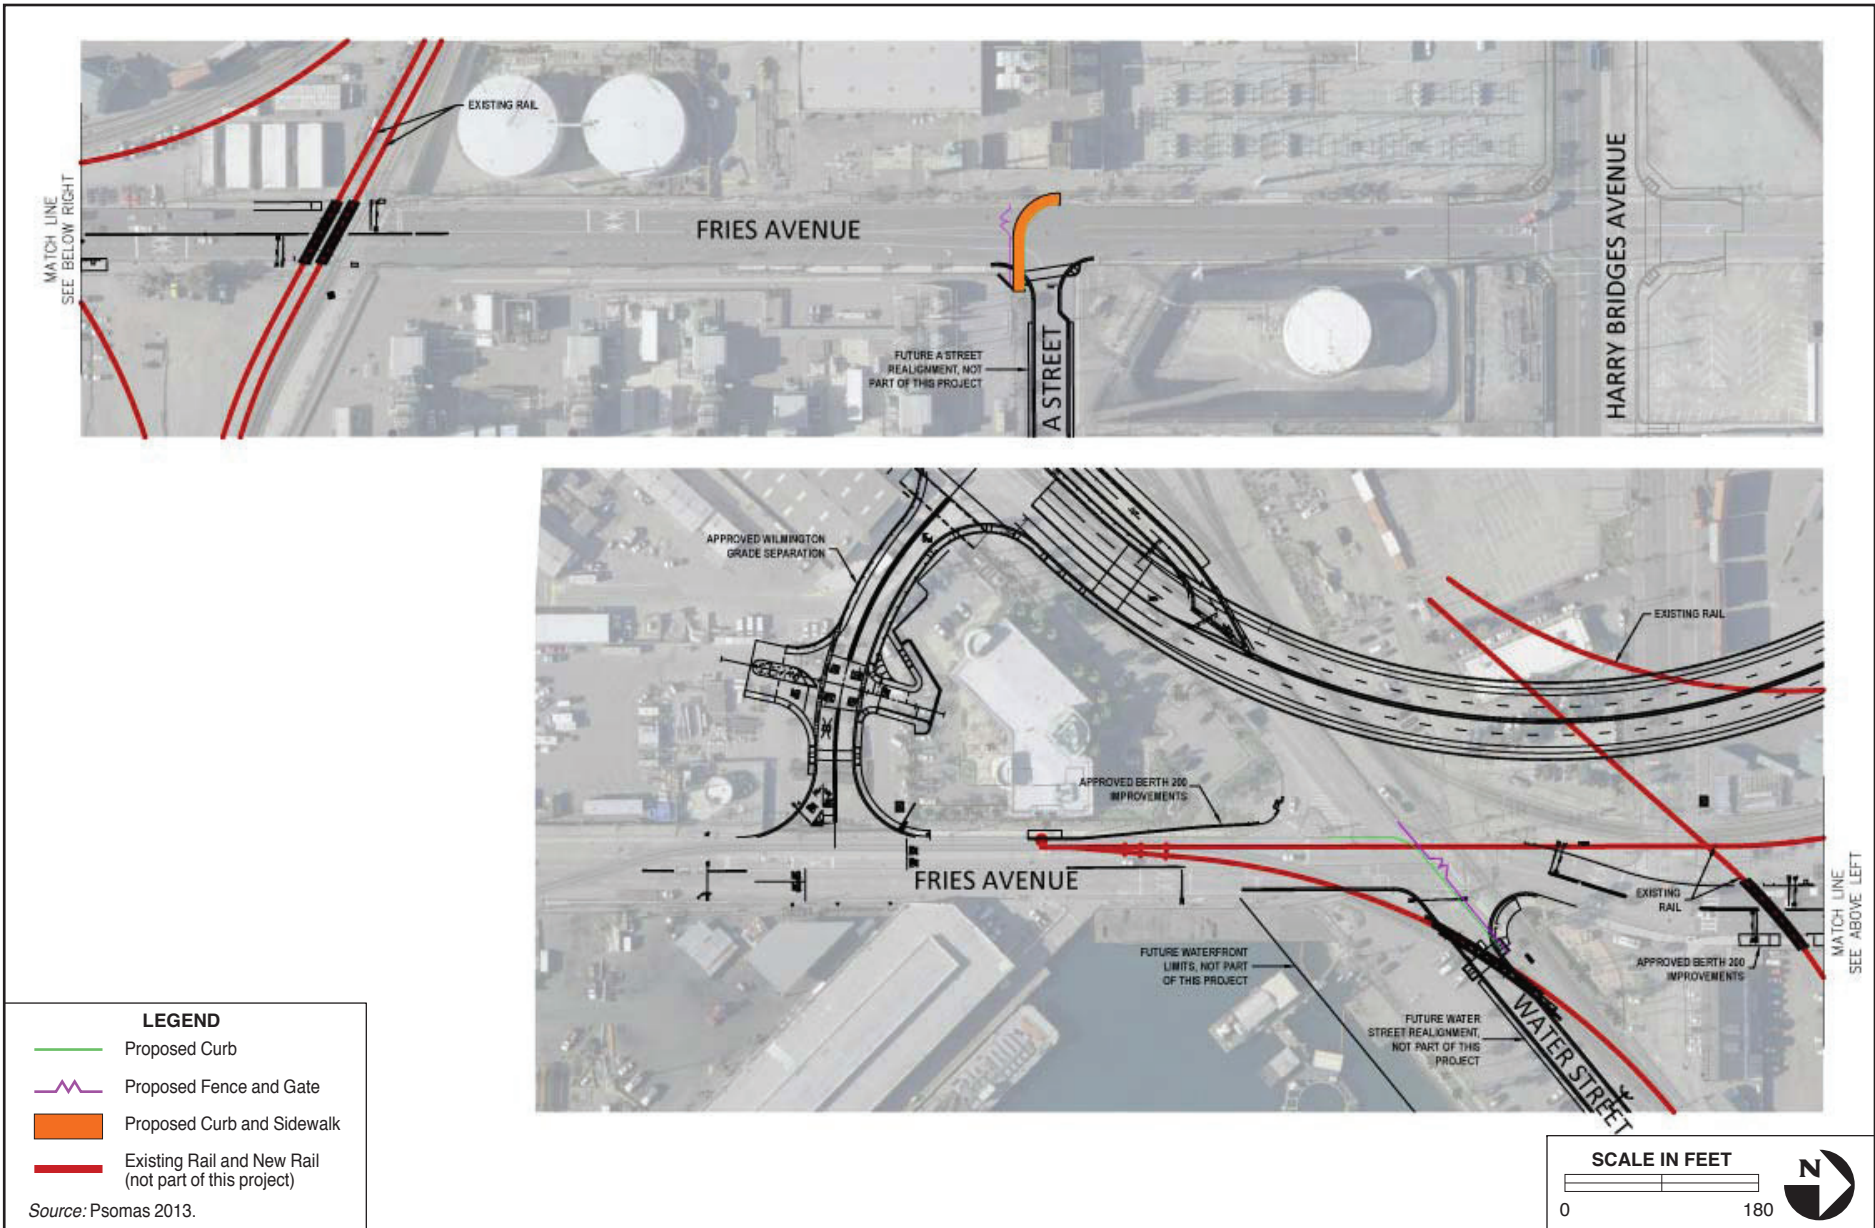 EXISTING RAIL
MATCH LINE
SEE BELOW RIGHT
FRIES AVENUE
HARRY BRIDGES AVENUE
FUTURE A STREET
REALIGNMENT, NOT
PART OF THIS PROJECT
A STREET
APPROVED WILMINGTON
GRADE SEPARATION
EXISTING RAIL
APPROVED BERTH 200
IMPROVEMENTS
FRIES AVENUE
EXISTING
RAIL
MATCH LINE
SEE ABOVE LEFT
FUTURE WATERFRONT
LIMITS, NOT PART
OF THIS PROJECT
APPROVED BERTH 200
IMPROVEMENTS
FUTURE WATER
STREET REALIGNMENT,
NOT PART OF THIS
PROJECT
WATER STREET
LEGEND
Proposed Curb
Proposed Fence and Gate
Proposed Curb and Sidewalk
Existing Rail and New Rail
(not part of this project)
Source: Psomas 2013.
SCALE IN FEET
0 180
N